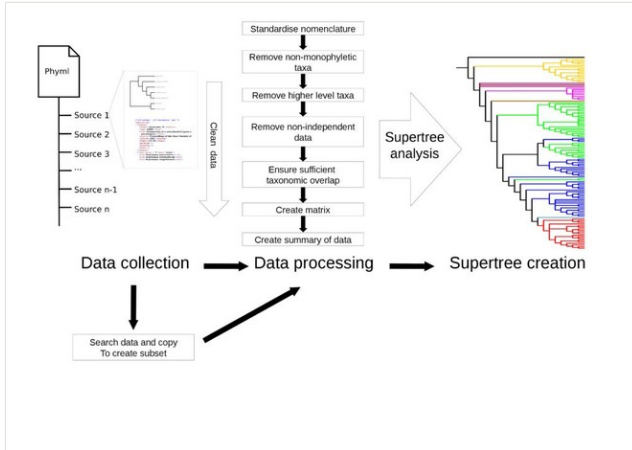 Phyml
Source 1
Source 2
Source 3
...
Source n-1
Source n
Clean data
Standardise nomenclature
Remove non-monophyletic
taxa
Remove higher level taxa
Remove non-independent
data
Ensure sufficient
taxonomic overlap
Create matrix
Create summary of data
Supertree
analysis
Data collection
Data processing
Supertree creation
Search data and copy
To create subset